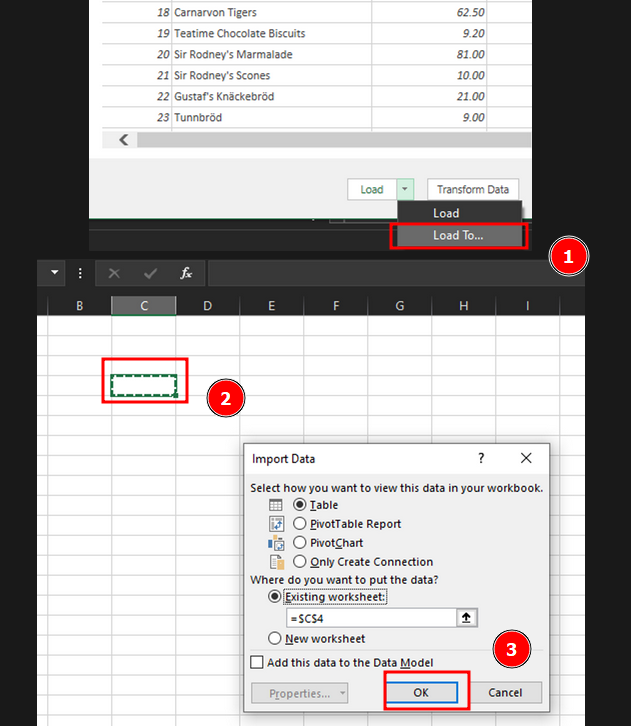 18 Carnarvon Tigers 62.50
19 Teatime Chocolate Biscuits 9.20
20 Sir Rodney's Marmalade 81.00
21 Sir Rodney's Scones 10.00
22 Gustaf's Knäckebröd 21.00
23 Tunnbröd 9.00
Load Transform Data
Load
Load To...
1
fx
B C D E F G H I
2
Import Data ?
Select how you want to view this data in your workbook.
Table
PivotTable Report
PivotChart
Only Create Connection
Where do you want to put the data?
Existing worksheet:
=$C$4
New worksheet
3
Add this data to the Data Model
Properties... OK Cancel